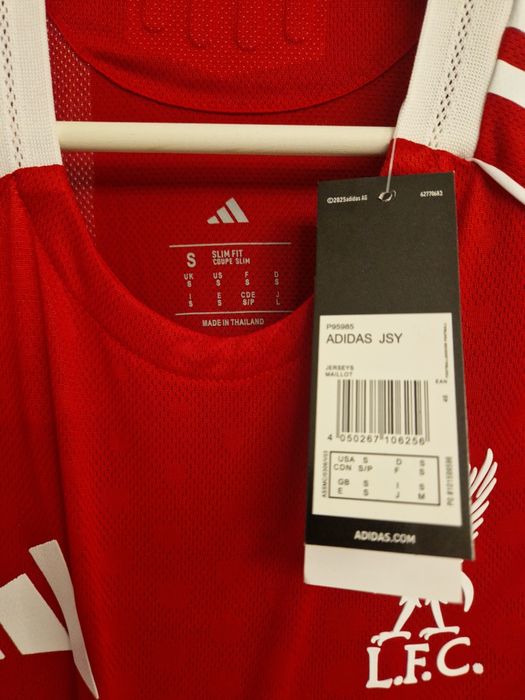 S
SLIM FIT
COUPE SLIM
UK US F D
S S S S
I E CDE J
S S S/P L
MADE IN THAILAND
©2025adidas AG
627706A3
P95985
ADIDAS JSY
JERSEYS
MAILLOT
EAN
4 050267 106256
USA S D S
CDN S/P F S
GB S I S
E S J M
ADIDAS.COM
L.F.C.